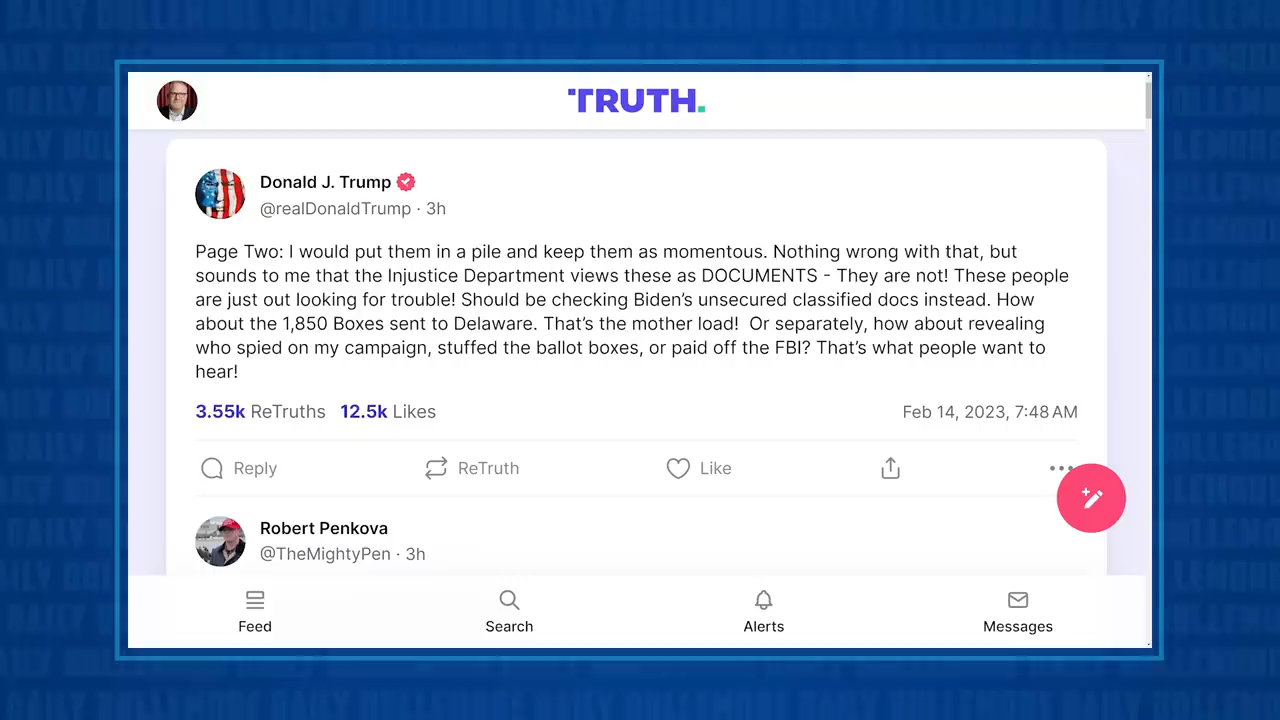 TRUTH.
Donald J. Trump
@realDonaldTrump · 3h
Page Two: I would put them in a pile and keep them as momentous. Nothing wrong with that, but
sounds to me that the Injustice Department views these as DOCUMENTS - They are not! These people
are just out looking for trouble! Should be checking Biden's unsecured classified docs instead. How
about the 1,850 Boxes sent to Delaware. That's the mother load!  Or separately, how about revealing
who spied on my campaign, stuffed the ballot boxes, or paid off the FBI? That's what people want to
hear!
3.55k ReTruths 12.5k Likes Feb 14, 2023, 7:48 AM
Reply ReTruth Like
Robert Penkova
@TheMightyPen · 3h
Feed Search Alerts Messages